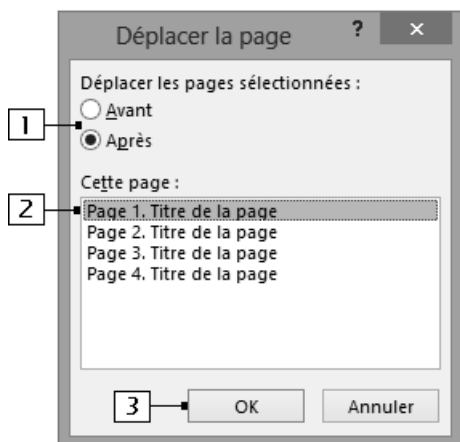 Déplacer la page ? ×
Déplacer les pages sélectionnées :
1
Avant
Après
Cette page :
2
Page 1. Titre de la page
Page 2. Titre de la page
Page 3. Titre de la page
Page 4. Titre de la page
3 OK Annuler